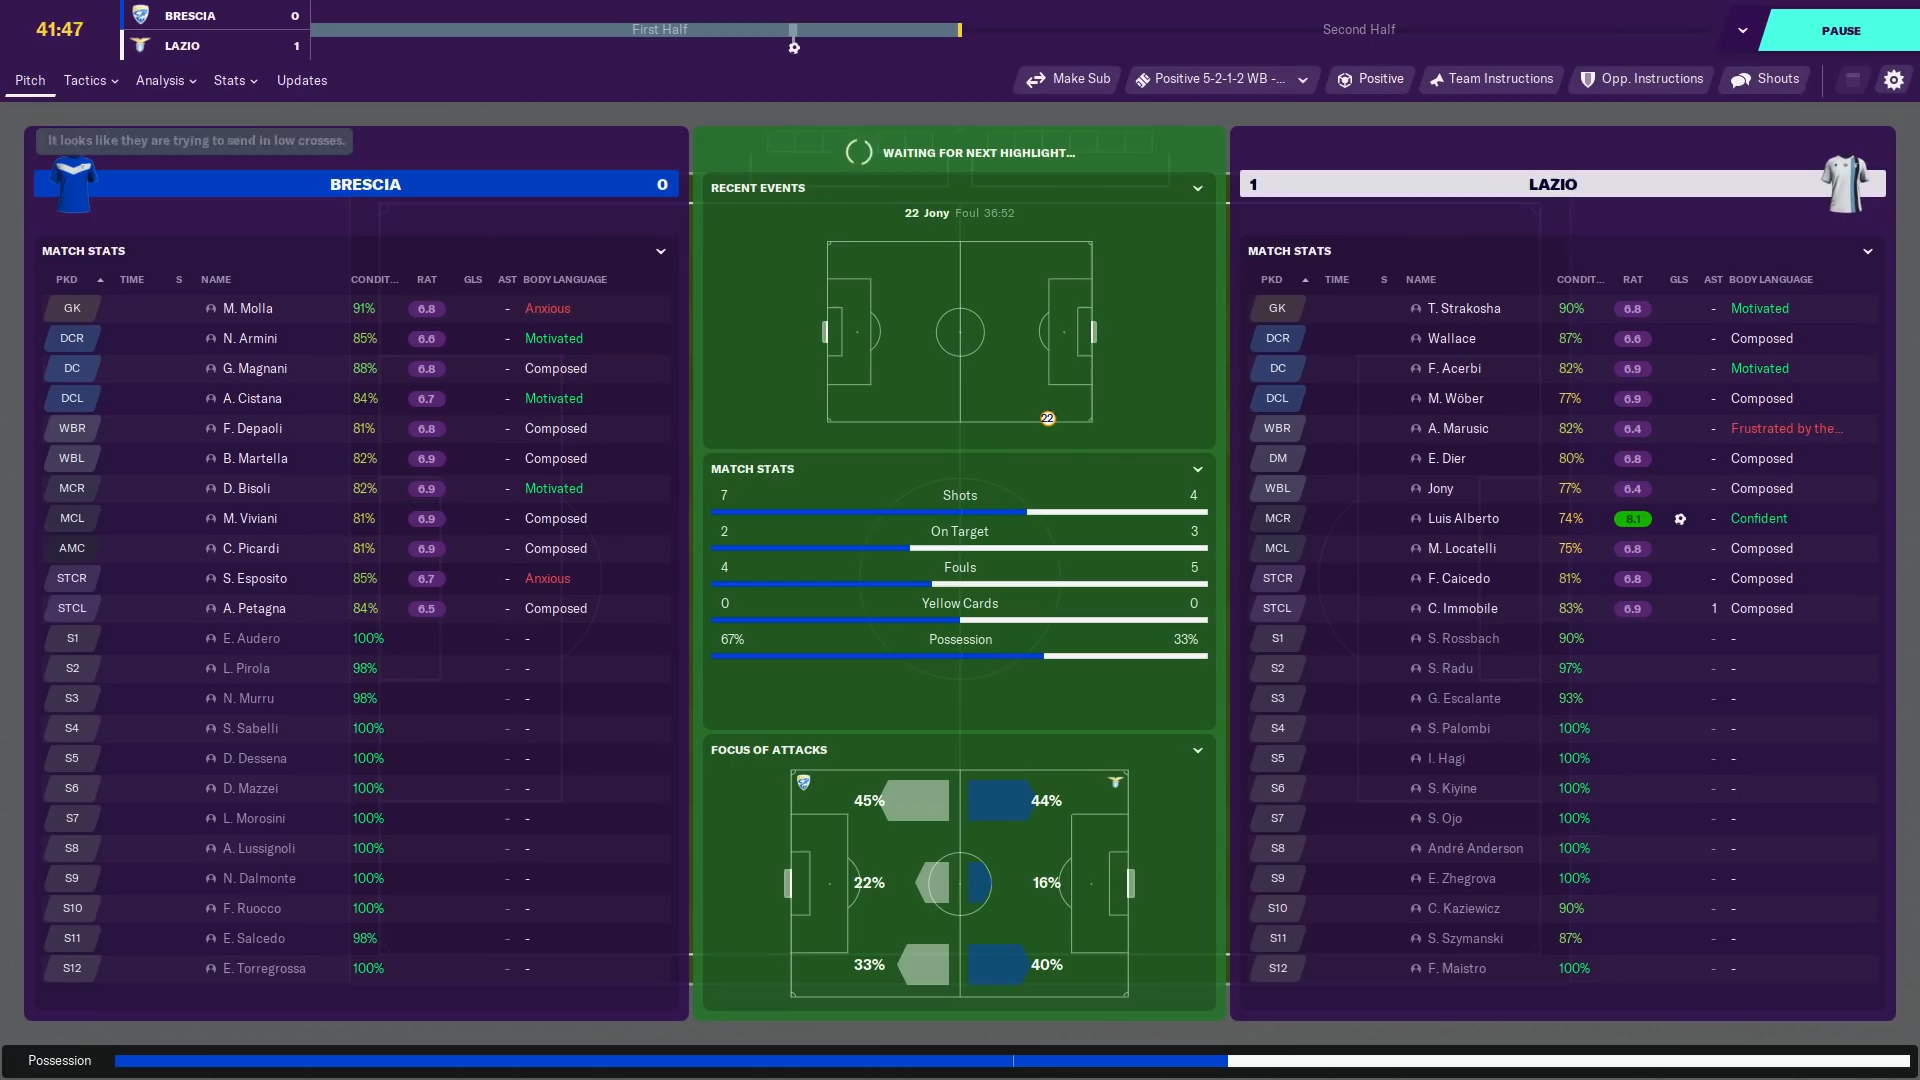 41:47
BRESCIA 0
LAZIO 1
First Half
Second Half
PAUSE
Pitch Tactics Analysis Stats Updates
Make Sub Positive 5-2-1-2 WB -... Positive Team Instructions Opp. Instructions Shouts
It looks like they are trying to send in low crosses.
BRESCIA 0
MATCH STATS
PKD TIME S NAME CONDIT... RAT GLS AST BODY LANGUAGE
GK M. Molla 91% 6.8 - Anxious
DCR N. Armini 85% 6.6 - Motivated
DC G. Magnani 88% 6.8 - Composed
DCL A. Cistana 84% 6.7 - Motivated
WBR F. Depaoli 81% 6.8 - Composed
WBL B. Martella 82% 6.9 - Composed
MCR D. Bisoli 82% 6.9 - Motivated
MCL M. Viviani 81% 6.9 - Composed
AMC C. Picardi 81% 6.9 - Composed
STCR S. Esposito 85% 6.7 - Anxious
STCL A. Petagna 84% 6.5 - Composed
S1 E. Audero 100% - -
S2 L. Pirola 98% - -
S3 N. Murru 98% - -
S4 S. Sabelli 100% - -
S5 D. Dessena 100% - -
S6 D. Mazzei 100% - -
S7 L. Morosini 100% - -
S8 A. Lussignoli 100% - -
S9 N. Dalmonte 100% - -
S10 F. Ruocco 100% - -
S11 E. Salcedo 98% - -
S12 E. Torregrossa 100% - -
WAITING FOR NEXT HIGHLIGHT...
RECENT EVENTS
22 Jony Foul 36:52
22
MATCH STATS
7 Shots 4
2 On Target 3
4 Fouls 5
0 Yellow Cards 0
67% Possession 33%
FOCUS OF ATTACKS
45% 44%
22% 16%
33% 40%
1 LAZIO
MATCH STATS
PKD TIME S NAME CONDIT... RAT GLS AST BODY LANGUAGE
GK T. Strakosha 90% 6.8 - Motivated
DCR Wallace 87% 6.6 - Composed
DC F. Acerbi 82% 6.9 - Motivated
DCL M. Wöber 77% 6.9 - Composed
WBR A. Marusic 82% 6.4 - Frustrated by the...
DM E. Dier 80% 6.8 - Composed
WBL Jony 77% 6.4 - Composed
MCR Luis Alberto 74% 8.1 - Confident
MCL M. Locatelli 75% 6.8 - Composed
STCR F. Caicedo 81% 6.8 - Composed
STCL C. Immobile 83% 6.9 1 Composed
S1 S. Rossbach 90% - -
S2 S. Radu 97% - -
S3 G. Escalante 93% - -
S4 S. Palombi 100% - -
S5 I. Hagi 100% - -
S6 S. Kiyine 100% - -
S7 S. Ojo 100% - -
S8 André Anderson 100% - -
S9 E. Zhegrova 100% - -
S10 C. Kaziewicz 90% - -
S11 S. Szymanski 87% - -
S12 F. Maistro 100% - -
Possession